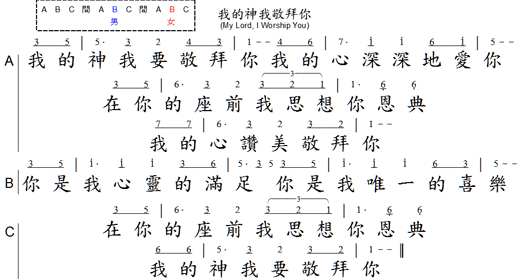 A B C 間 A B C 間 A B C
男 女
我的神我敬拜你
(My Lord, I Worship You)
3 5 | 5· 3 2 4 3 | 1 - - 4 6 | 7· i i 6 i | 5 - -
A 我的神我要敬拜你我的心深深地愛你
3 5 | 6· 3 2 3 2 1 | 1· 6 6
在你的座前我思想你恩典
7 7 | 6· 3 2 3 2 | 1 - -
我的心讚美敬拜你
3 5 | i· i i 3 6 | 5· 3 5 3 5 | i· i i 6 3 | 5 - -
B 你是我心靈的滿足 你是我唯一的喜樂
3 5 | 6· 3 2 3 2 1 | 1· 6 6
C 在你的座前我思想你恩典
6 6 | 5· 3 2 3 2 | 1 - - ‖
我的神我要敬拜你